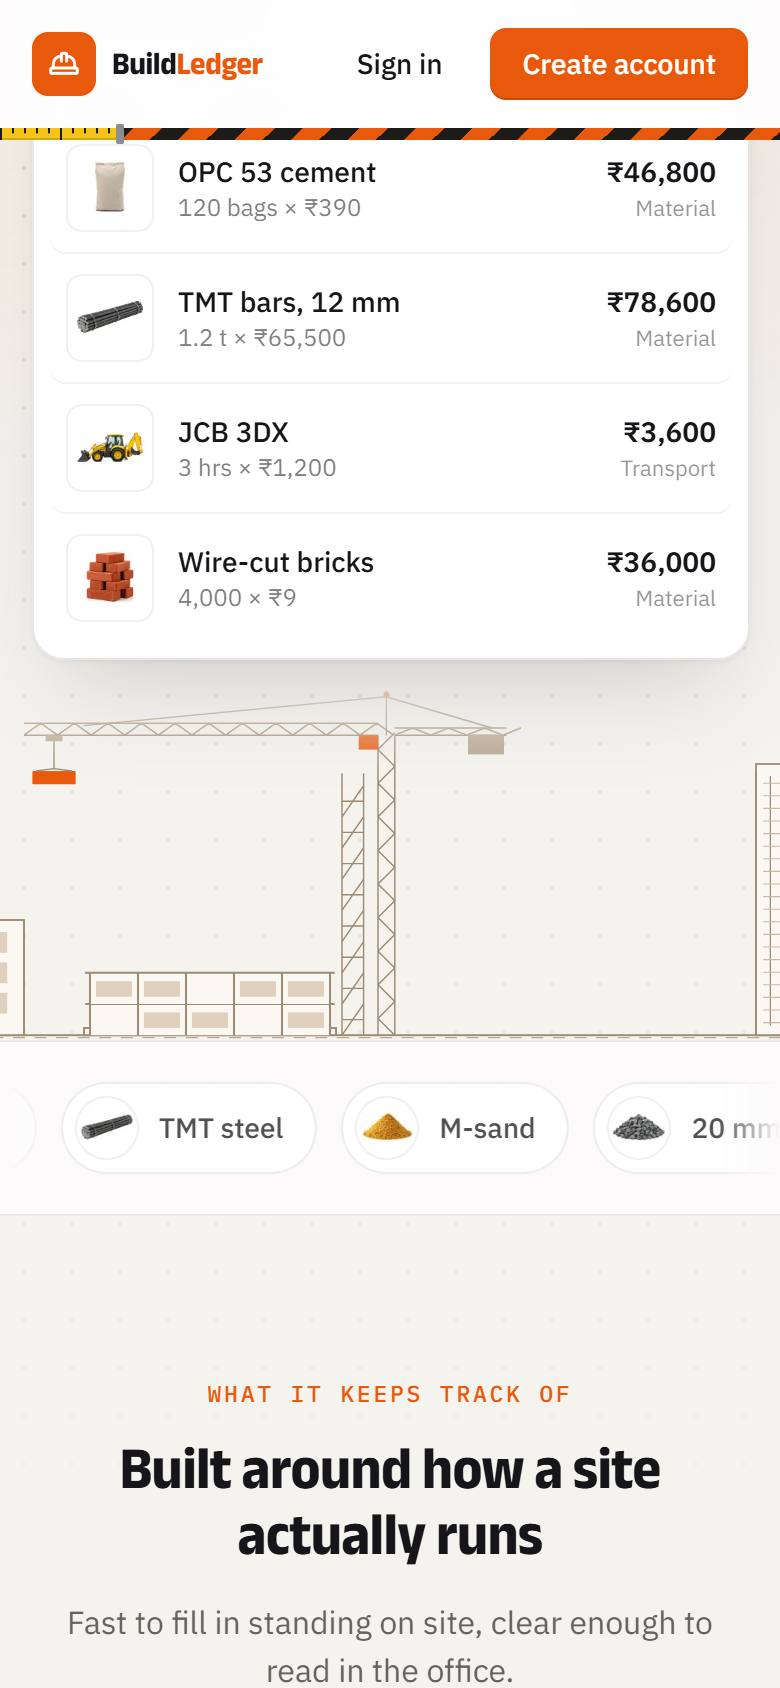 BuildLedger
Sign in
Create account
OPC 53 cement
₹46,800
120 bags × ₹390
Material
TMT bars, 12 mm
₹78,600
1.2 t × ₹65,500
Material
JCB 3DX
₹3,600
3 hrs × ₹1,200
Transport
Wire-cut bricks
₹36,000
4,000 × ₹9
Material
TMT steel
M-sand
20 mm
WHAT IT KEEPS TRACK OF
Built around how a site
actually runs
Fast to fill in standing on site, clear enough to
read in the office.